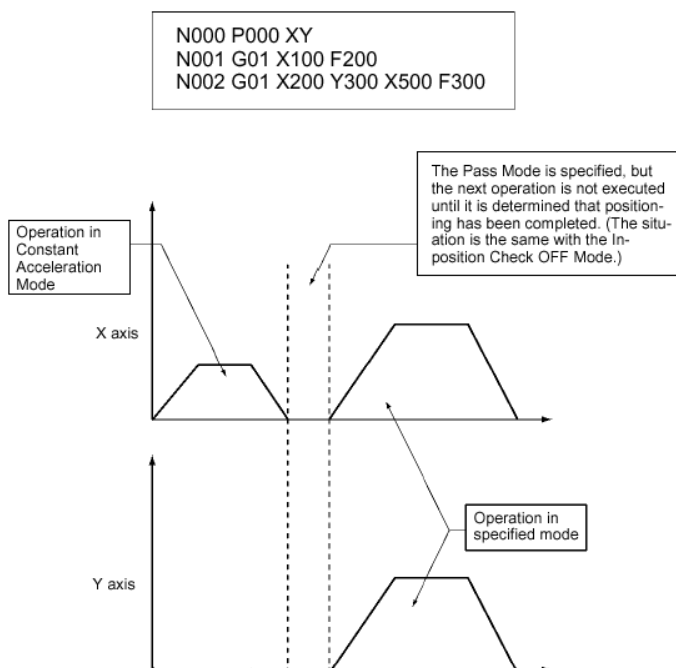 N000 P000 XY
N001 G01 X100 F200
N002 G01 X200 Y300 X500 F300
The Pass Mode is specified, but
the next operation is not executed
until it is determined that position-
ing has been completed. (The situ-
ation is the same with the In-
position Check OFF Mode.)
Operation in
Constant
Acceleration
Mode
X axis
Operation in
specified mode
Y axis